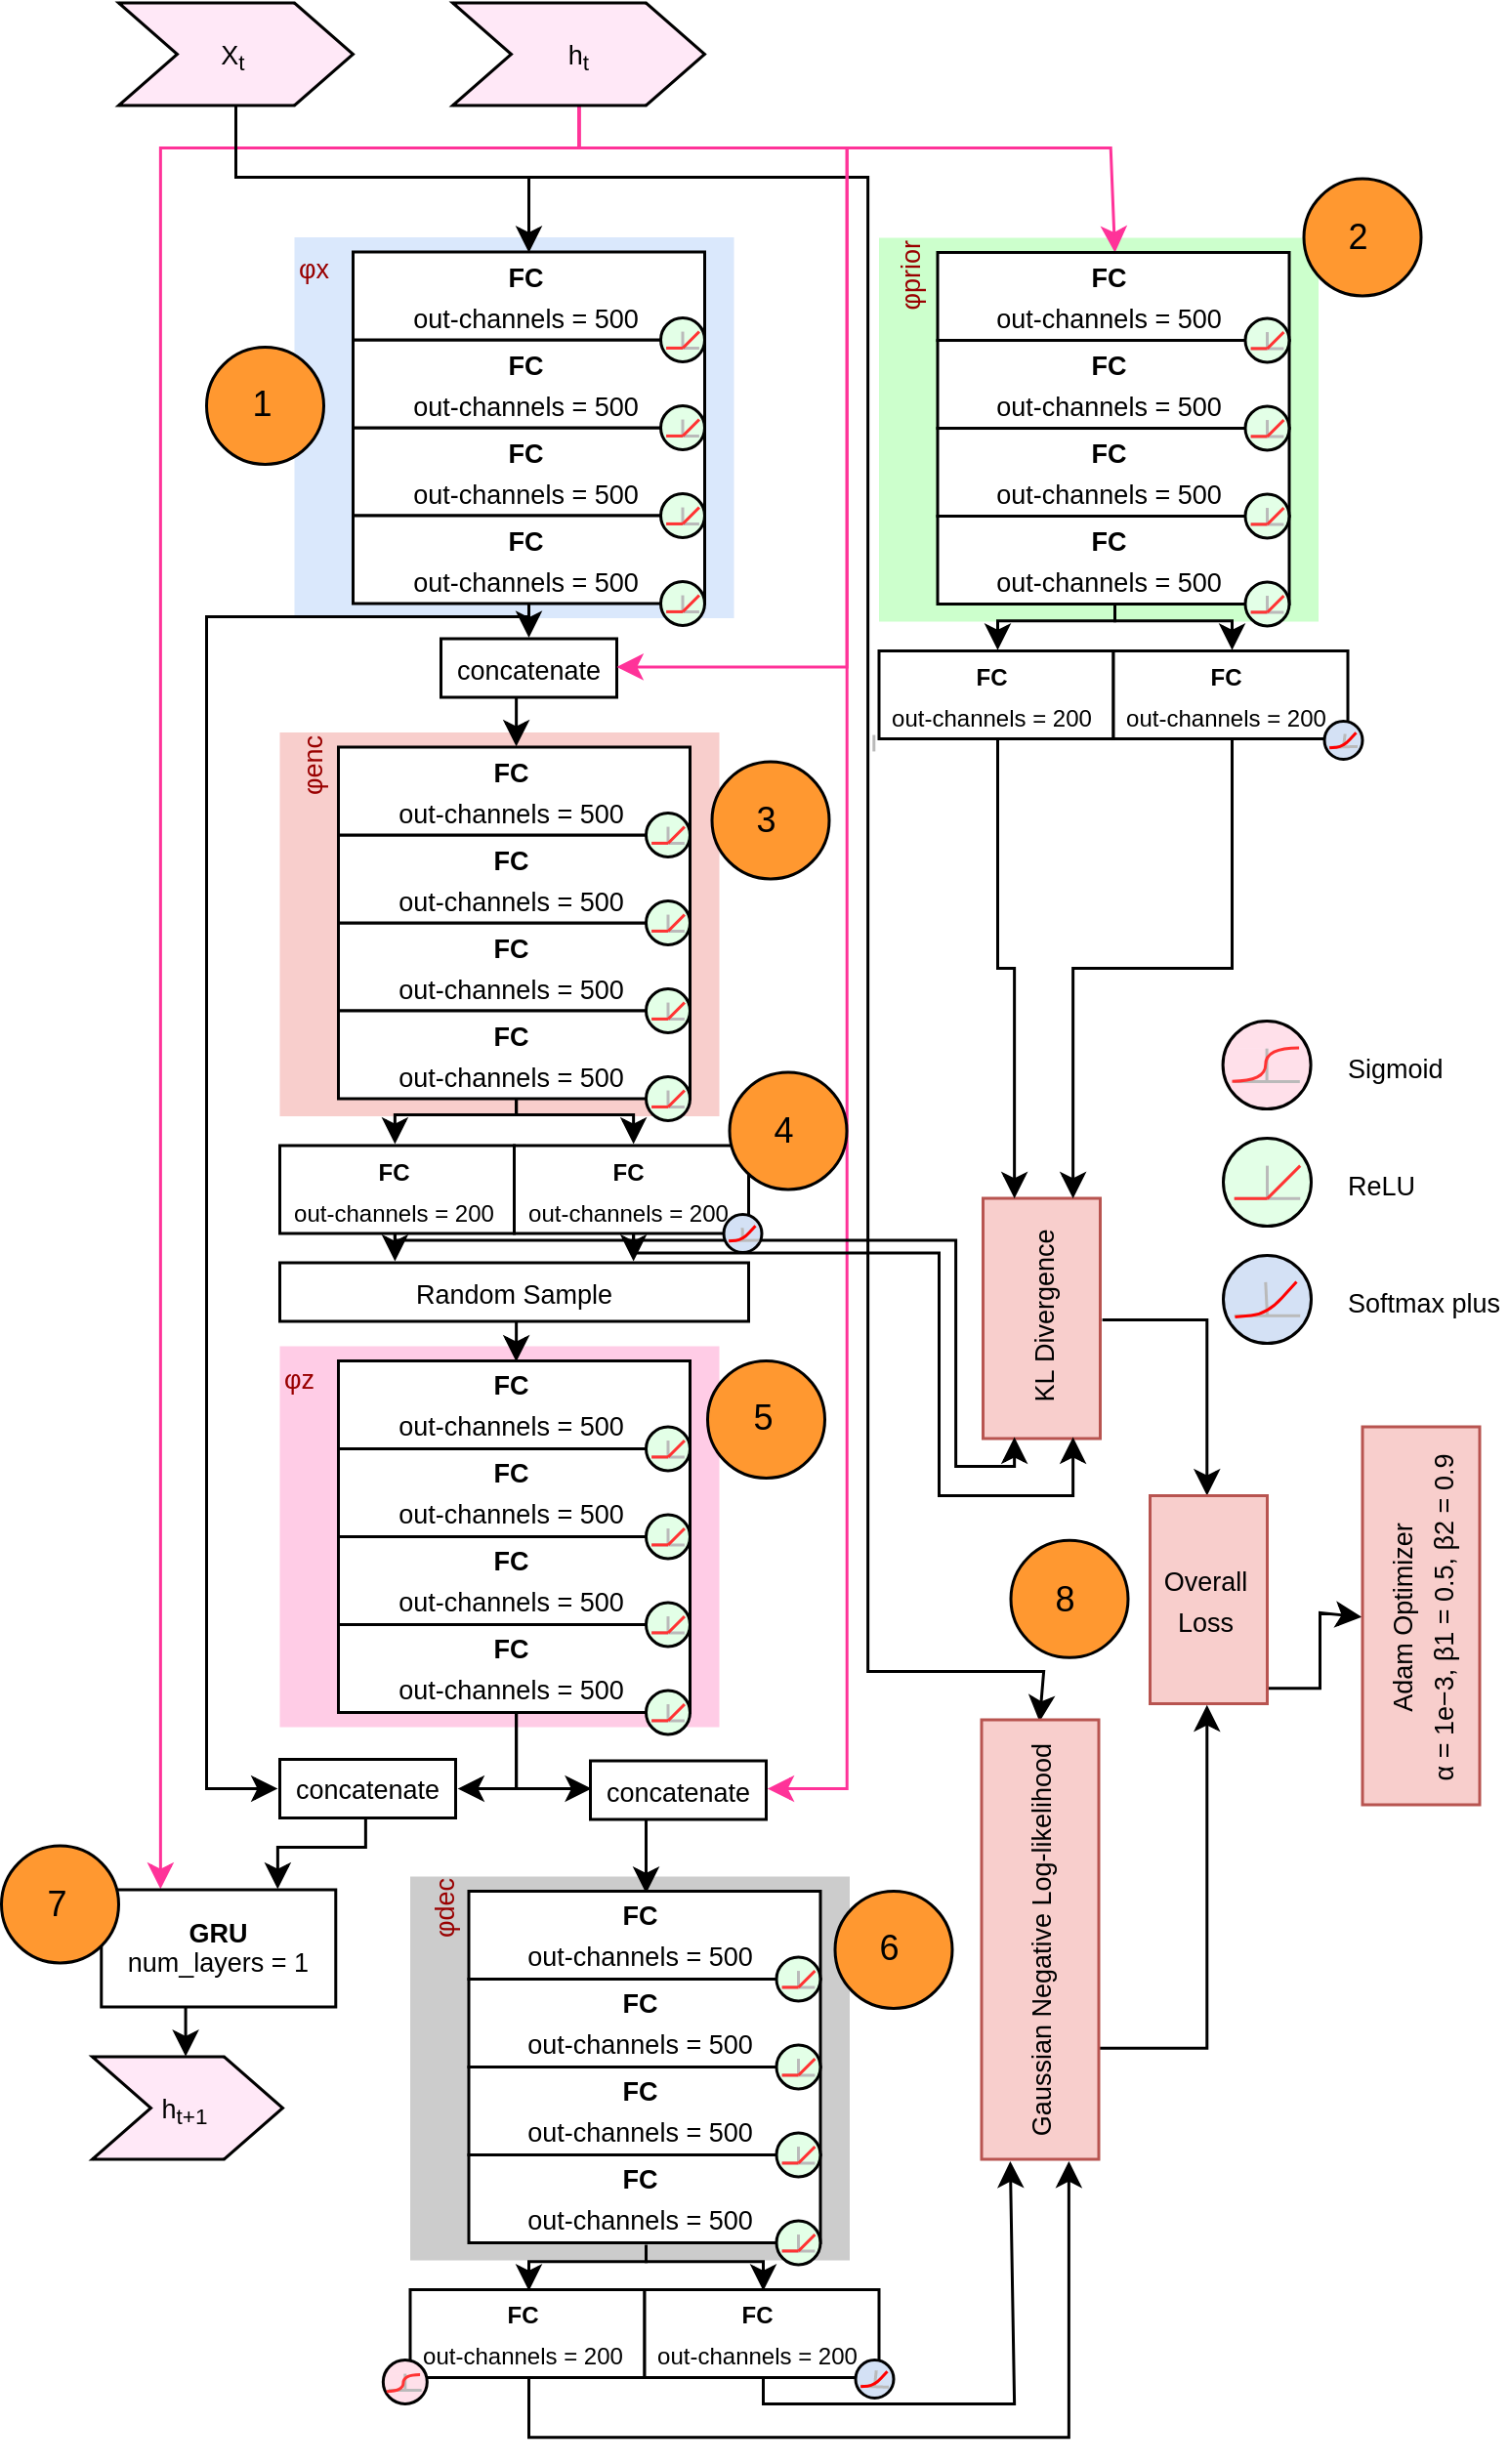 Xt
ht
φx
FC
out-channels = 500
FC
out-channels = 500
FC
out-channels = 500
FC
out-channels = 500
1
φprior
FC
out-channels = 500
FC
out-channels = 500
FC
out-channels = 500
FC
out-channels = 500
2
concatenate
FC
out-channels = 200
FC
out-channels = 200
φenc
FC
out-channels = 500
FC
out-channels = 500
FC
out-channels = 500
FC
out-channels = 500
3
4
FC
out-channels = 200
FC
out-channels = 200
Random Sample
Sigmoid
ReLU
Softmax plus
KL Divergence
φz
FC
out-channels = 500
FC
out-channels = 500
FC
out-channels = 500
FC
out-channels = 500
5
8
Overall
Loss
Adam Optimizer
α = 1e−3, β1 = 0.5, β2 = 0.9
concatenate
concatenate
Gaussian Negative Log-likelihood
7
GRU
num_layers = 1
ht+1
φdec
FC
out-channels = 500
FC
out-channels = 500
FC
out-channels = 500
FC
out-channels = 500
6
FC
out-channels = 200
FC
out-channels = 200